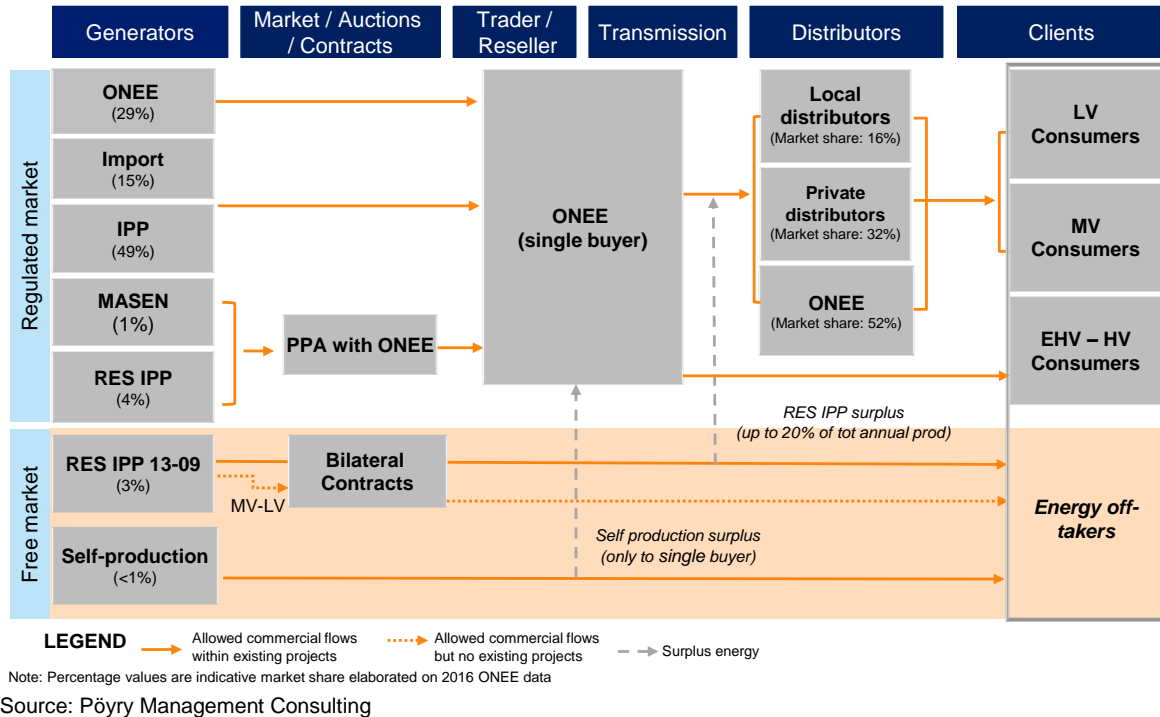 Generators
Market / Auctions
/ Contracts
Trader /
Reseller
Transmission
Distributors
Clients
Regulated market
ONEE
(29%)
Import
(15%)
IPP
(49%)
MASEN
(1%)
RES IPP
(4%)
PPA with ONEE
ONEE
(single buyer)
Local
distributors
(Market share: 16%)
Private
distributors
(Market share: 32%)
ONEE
(Market share: 52%)
LV
Consumers
MV
Consumers
EHV – HV
Consumers
RES IPP surplus
(up to 20% of tot annual prod)
Free market
RES IPP 13-09
(3%)
MV-LV
Bilateral
Contracts
Self-production
(<1%)
Self production surplus
(only to single buyer)
Energy off-
takers
LEGEND
Allowed commercial flows
within existing projects
Allowed commercial flows
but no existing projects
Surplus energy
Note: Percentage values are indicative market share elaborated on 2016 ONEE data
Source: Pöyry Management Consulting